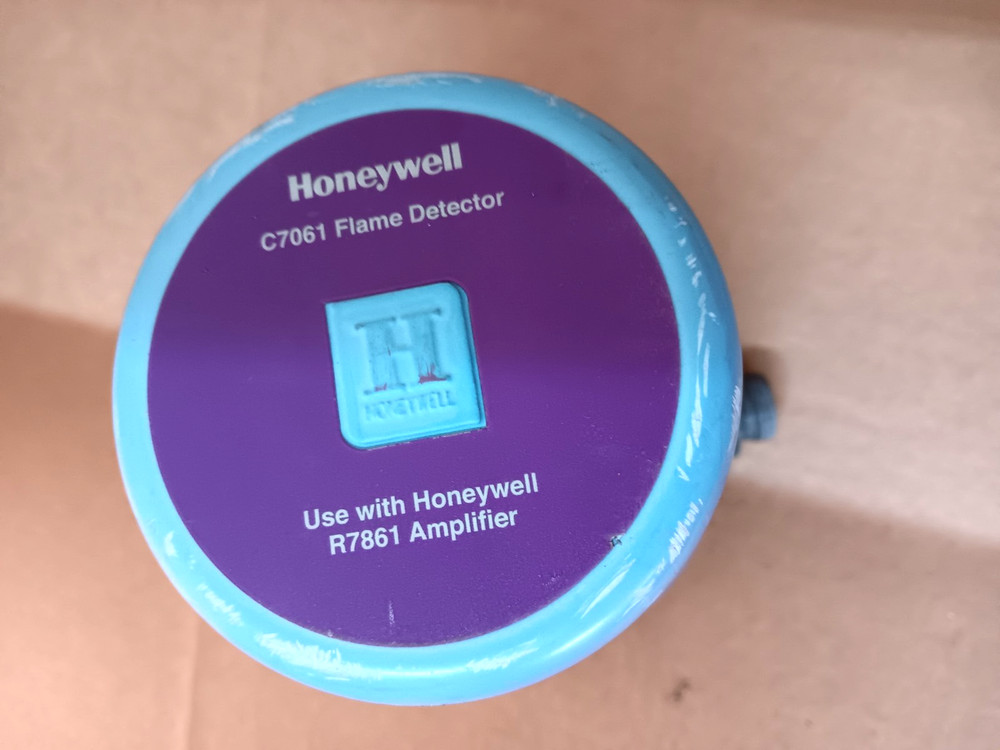 Honeywell
C7061 Flame Detector
H
HONEYWELL
Use with Honeywell
R7861 Amplifier